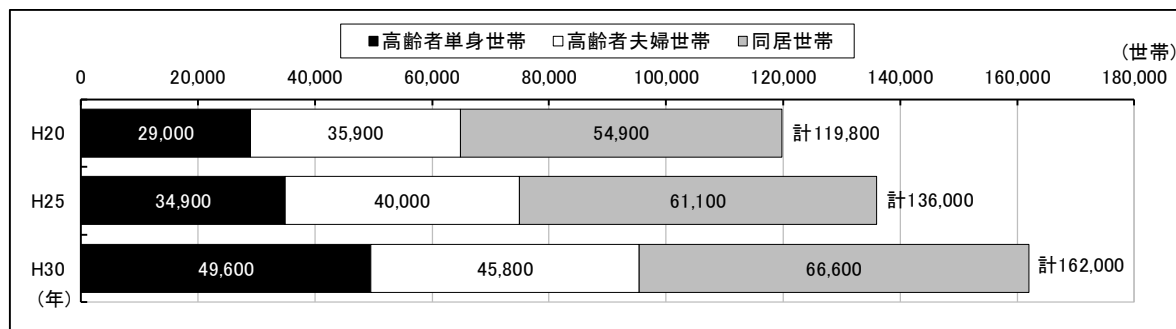 ■高齢者単身世帯 □高齢者夫婦世帯 ■同居世帯
(世帯)
0 20,000 40,000 60,000 80,000 100,000 120,000 140,000 160,000 180,000
H20 29,000 35,900 54,900 計119,800
H25 34,900 40,000 61,100 計136,000
H30 49,600 45,800 66,600 計162,000
(年)